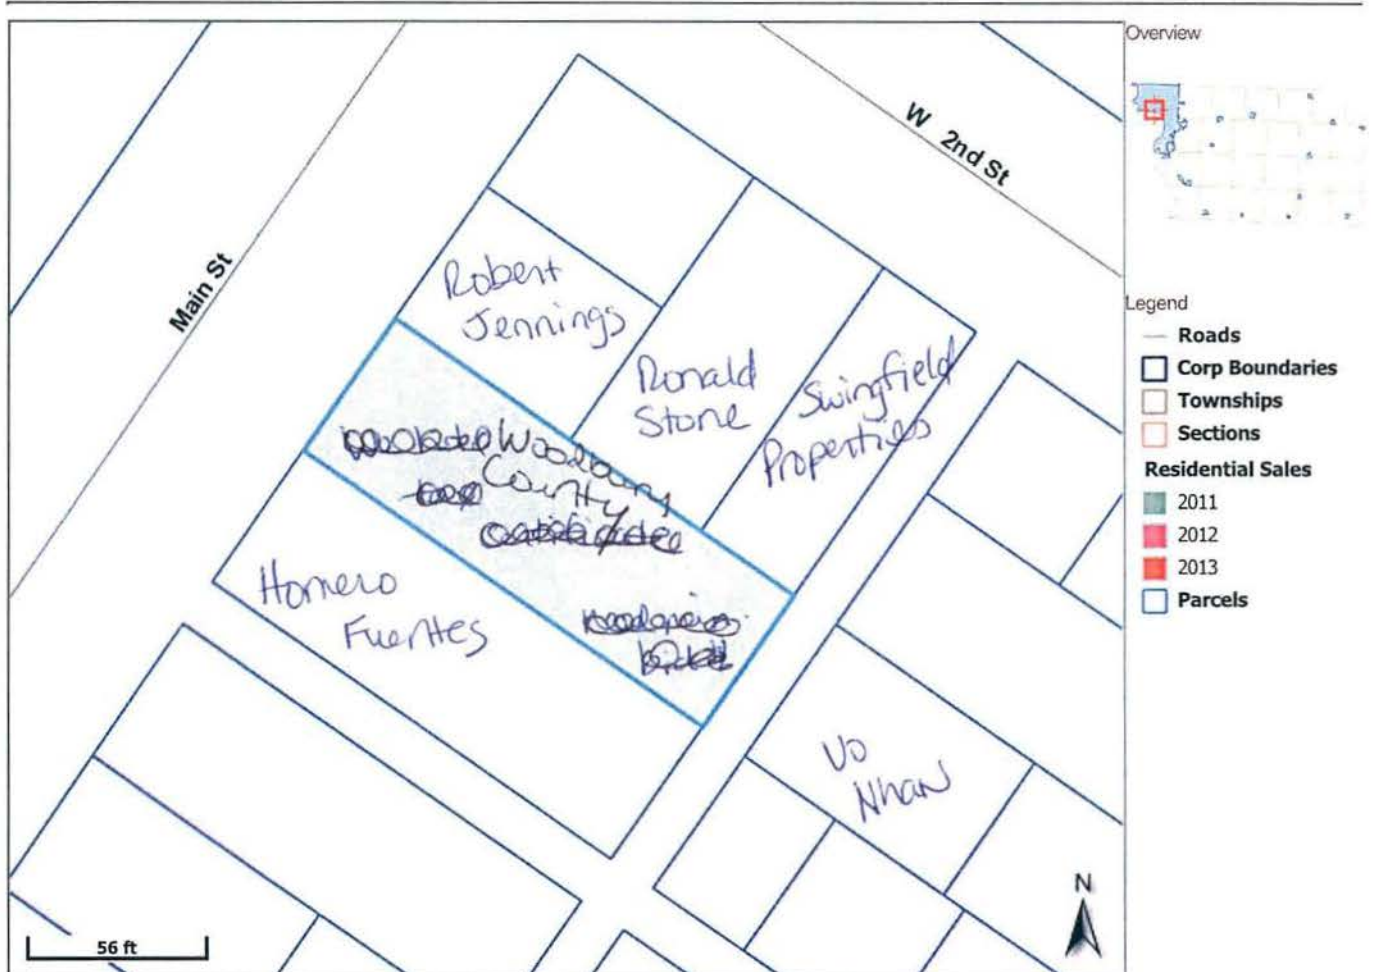 Overview
W 2nd St
Main St
Robert
Jennings
Ronald
Stone
Swingfield
Properties
Woodbury
County
Homero
Fuentes
Vo
Nhan
N
56 ft
Legend
Roads
Corp Boundaries
Townships
Sections
Residential Sales
2011
2012
2013
Parcels